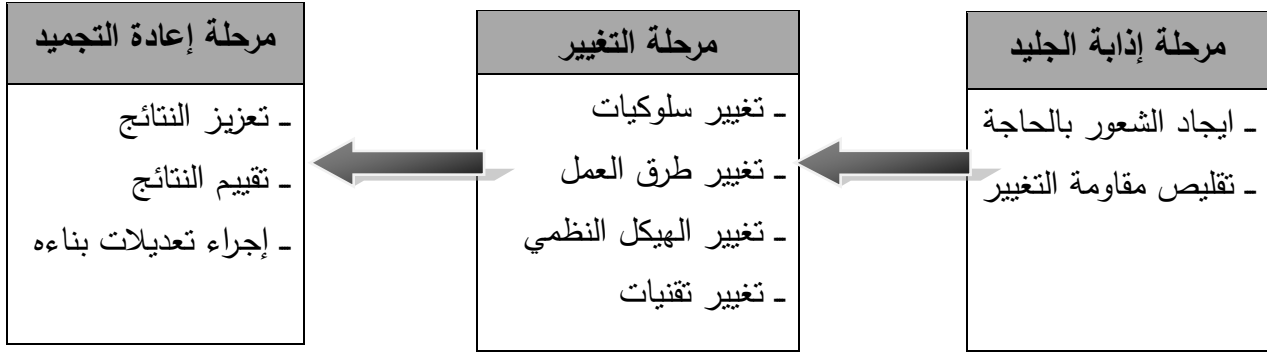 مرحلة إذابة الجليد
ـ ايجاد الشعور بالحاجة
ـ تقليص مقاومة التغيير
مرحلة التغيير
ـ تغيير سلوكيات
ـ تغيير طرق العمل
ـ تغيير الهيكل النظمي
ـ تغيير تقنيات
مرحلة إعادة التجميد
ـ تعزيز النتائج
ـ تقييم النتائج
ـ إجراء تعديلات بناءه